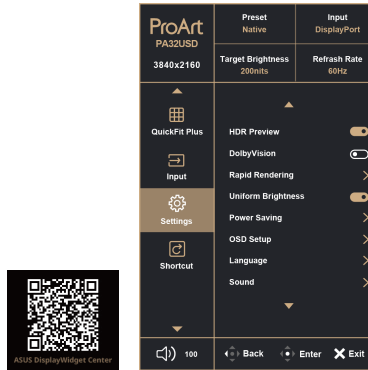 ProArt
PA32USD
3840x2160
Preset
Native
Input
DisplayPort
Target Brightness
200nits
Refresh Rate
60Hz
QuickFit Plus
Input
Settings
Shortcut
HDR Preview
DolbyVision
Rapid Rendering
Uniform Brightness
Power Saving
OSD Setup
Language
Sound
100
Back
Enter
Exit
ASUS DisplayWidget Center